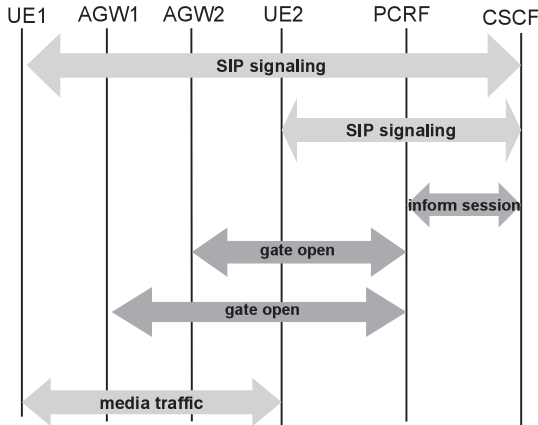 UE1 AGW1 AGW2 UE2 PCRF CSCF
SIP signaling
SIP signaling
inform session
gate open
gate open
media traffic